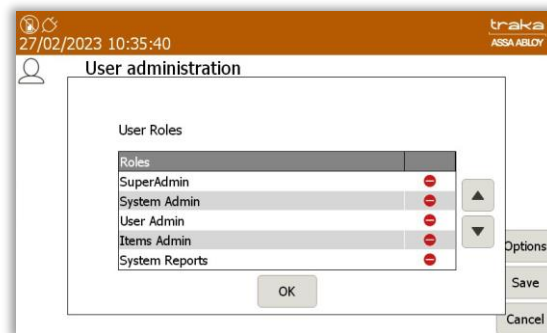 traka
27/02/2023 10:35:40
ASSA ABLOY
User administration
User Roles
Roles
SuperAdmin
System Admin
User Admin
Items Admin
System Reports
OK
Options
Save
Cancel